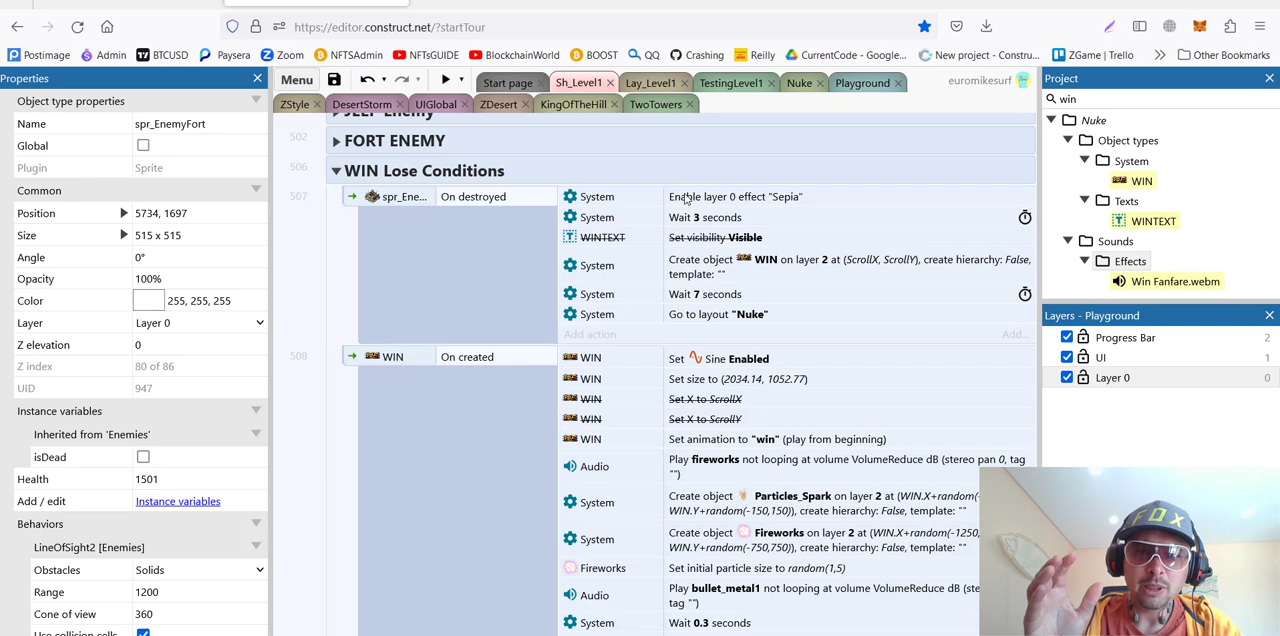 https://editor.construct.net/?startTour
Postimage Admin BTCUSD Paysera Zoom NFTSAdmin NFTsGUIDE BlockchainWorld BOOST QQ Crashing Reilly CurrentCode - Google... New project - Constru... ZGame | Trello Other Bookmarks
Properties
Menu
Start page Sh_Level1 Lay_Level1 TestingLevel1 Nuke Playground
euromikesurf
ZStyle DesertStorm UIGlobal ZDesert KingOfTheHill TwoTowers
Object type properties
Name spr_EnemyFort
Global
Plugin Sprite
Common
Position 5734, 1697
Size 515 x 515
Angle 0°
Opacity 100%
Color 255, 255, 255
Layer Layer 0
Z elevation 0
Z index 80 of 86
UID 947
Instance variables
Inherited from 'Enemies'
isDead
Health 1501
Add / edit Instance variables
Behaviors
LineOfSight2 [Enemies]
Obstacles Solids
Range 1200
Cone of view 360
Use collision cells
JEEP Enemy
502 FORT ENEMY
506 WIN Lose Conditions
507 spr_Ene... On destroyed System Enable layer 0 effect "Sepia"
System Wait 3 seconds
WINTEXT Set visibility Visible
System Create object WIN on layer 2 at (ScrollX, ScrollY), create hierarchy: False,
template: ""
System Wait 7 seconds
System Go to layout "Nuke"
Add action Add...
508 WIN On created WIN Set Sine Enabled
WIN Set size to (2034.14, 1052.77)
WIN Set X to ScrollX
WIN Set X to ScrollY
WIN Set animation to "win" (play from beginning)
Audio Play fireworks not looping at volume VolumeReduce dB (stereo pan 0, tag
"")
System Create object Particles_Spark on layer 2 at (WIN.X+random(-
WIN.Y+random(-150,150)), create hierarchy: False, template: ""
System Create object Fireworks on layer 2 at (WIN.X+random(-1250,
WIN.Y+random(-750,750)), create hierarchy: False, template: ""
Fireworks Set initial particle size to random(1,5)
Audio Play bullet_metal1 not looping at volume VolumeReduce dB (ste
tag "")
System Wait 0.3 seconds
Project
win
Nuke
Object types
System
WIN
Texts
WINTEXT
Sounds
Effects
Win Fanfare.webm
Layers - Playground
Progress Bar 2
UI 1
Layer 0 0
FOX